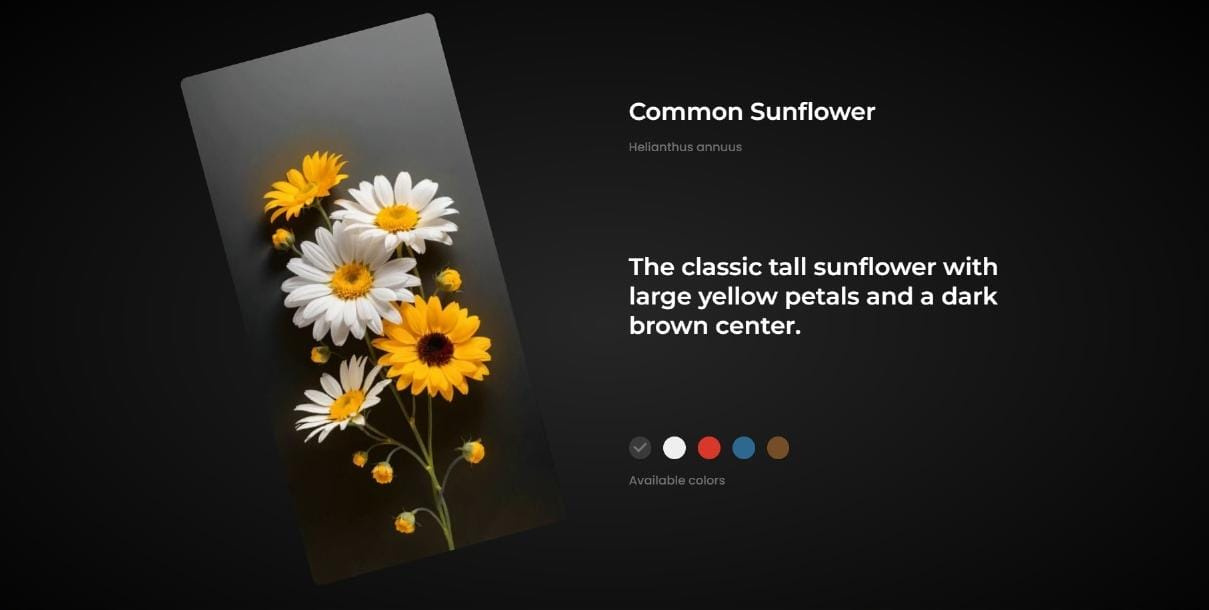 Common Sunflower
Helianthus annuus
The classic tall sunflower with
large yellow petals and a dark
brown center.
Available colors